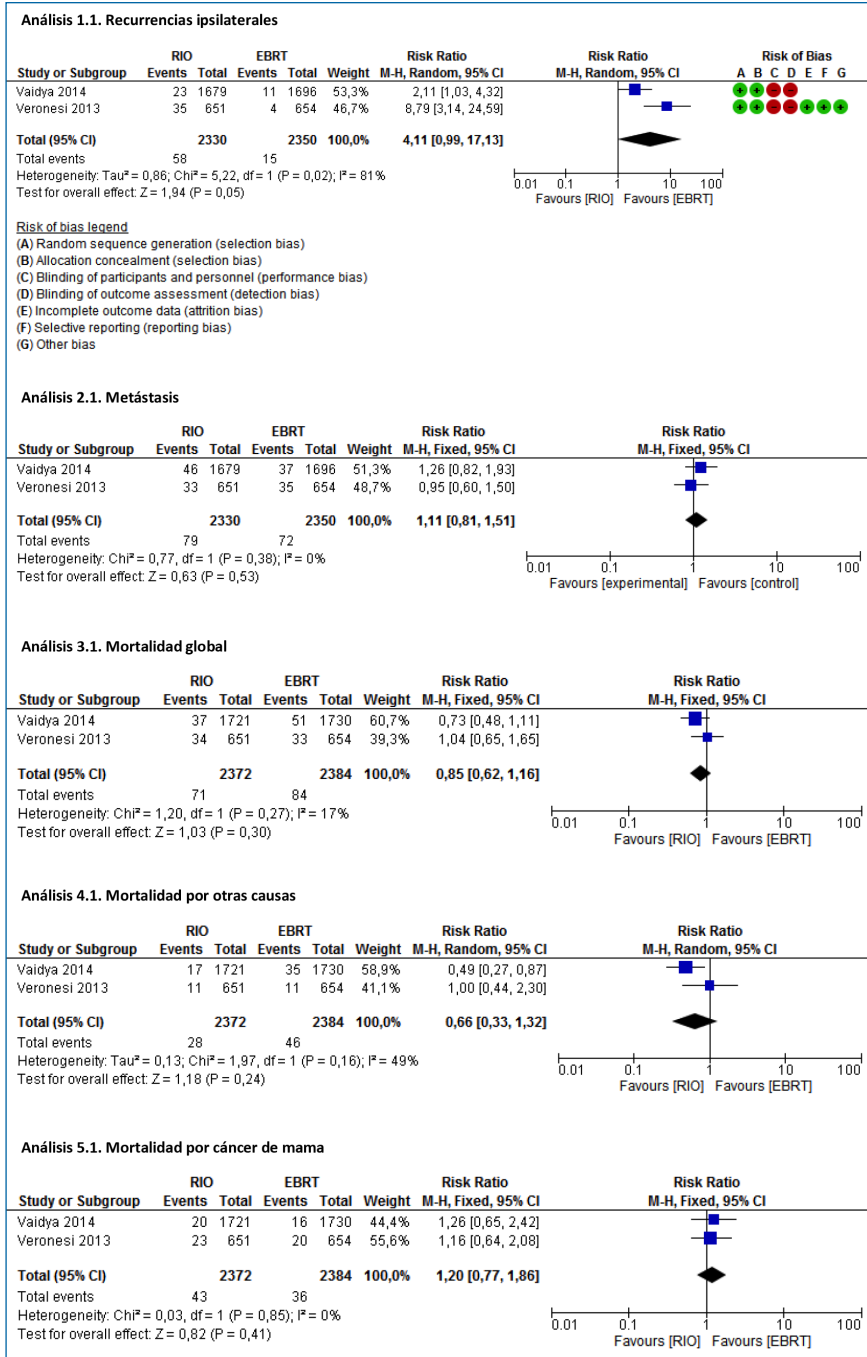 Análisis 1.1. Recurrencias ipsilaterales
RIO EBRT Risk Ratio Risk Ratio Risk of Bias
Study or Subgroup Events Total Events Total Weight M-H, Random, 95% CI M-H, Random, 95% CI A B C D E F G
Vaidya 2014 23 1679 11 1696 53,3% 2,11 [1,03, 4,32] + + − −
Veronesi 2013 35 651 4 654 46,7% 8,79 [3,14, 24,59] + + − − + + +
Total (95% CI) 2330 2350 100,0% 4,11 [0,99, 17,13]
Total events 58 15
Heterogeneity: Tau² = 0,86; Chi² = 5,22, df = 1 (P = 0,02); I² = 81%
Test for overall effect: Z = 1,94 (P = 0,05)
0.01 0.1 1 10 100
Favours [RIO] Favours [EBRT]
Risk of bias legend
(A) Random sequence generation (selection bias)
(B) Allocation concealment (selection bias)
(C) Blinding of participants and personnel (performance bias)
(D) Blinding of outcome assessment (detection bias)
(E) Incomplete outcome data (attrition bias)
(F) Selective reporting (reporting bias)
(G) Other bias
Análisis 2.1. Metástasis
RIO EBRT Risk Ratio Risk Ratio
Study or Subgroup Events Total Events Total Weight M-H, Fixed, 95% CI M-H, Fixed, 95% CI
Vaidya 2014 46 1679 37 1696 51,3% 1,26 [0,82, 1,93]
Veronesi 2013 33 651 35 654 48,7% 0,95 [0,60, 1,50]
Total (95% CI) 2330 2350 100,0% 1,11 [0,81, 1,51]
Total events 79 72
Heterogeneity: Chi² = 0,77, df = 1 (P = 0,38); I² = 0%
Test for overall effect: Z = 0,63 (P = 0,53)
0.01 0.1 1 10 100
Favours [experimental] Favours [control]
Análisis 3.1. Mortalidad global
RIO EBRT Risk Ratio Risk Ratio
Study or Subgroup Events Total Events Total Weight M-H, Fixed, 95% CI M-H, Fixed, 95% CI
Vaidya 2014 37 1721 51 1730 60,7% 0,73 [0,48, 1,11]
Veronesi 2013 34 651 33 654 39,3% 1,04 [0,65, 1,65]
Total (95% CI) 2372 2384 100,0% 0,85 [0,62, 1,16]
Total events 71 84
Heterogeneity: Chi² = 1,20, df = 1 (P = 0,27); I² = 17%
Test for overall effect: Z = 1,03 (P = 0,30)
0.01 0.1 1 10 100
Favours [RIO] Favours [EBRT]
Análisis 4.1. Mortalidad por otras causas
RIO EBRT Risk Ratio Risk Ratio
Study or Subgroup Events Total Events Total Weight M-H, Random, 95% CI M-H, Random, 95% CI
Vaidya 2014 17 1721 35 1730 58,9% 0,49 [0,27, 0,87]
Veronesi 2013 11 651 11 654 41,1% 1,00 [0,44, 2,30]
Total (95% CI) 2372 2384 100,0% 0,66 [0,33, 1,32]
Total events 28 46
Heterogeneity: Tau² = 0,13; Chi² = 1,97, df = 1 (P = 0,16); I² = 49%
Test for overall effect: Z = 1,18 (P = 0,24)
0.01 0.1 1 10 100
Favours [RIO] Favours [EBRT]
Análisis 5.1. Mortalidad por cáncer de mama
RIO EBRT Risk Ratio Risk Ratio
Study or Subgroup Events Total Events Total Weight M-H, Fixed, 95% CI M-H, Fixed, 95% CI
Vaidya 2014 20 1721 16 1730 44,4% 1,26 [0,65, 2,42]
Veronesi 2013 23 651 20 654 55,6% 1,16 [0,64, 2,08]
Total (95% CI) 2372 2384 100,0% 1,20 [0,77, 1,86]
Total events 43 36
Heterogeneity: Chi² = 0,03, df = 1 (P = 0,85); I² = 0%
Test for overall effect: Z = 0,82 (P = 0,41)
0.01 0.1 1 10 100
Favours [RIO] Favours [EBRT]